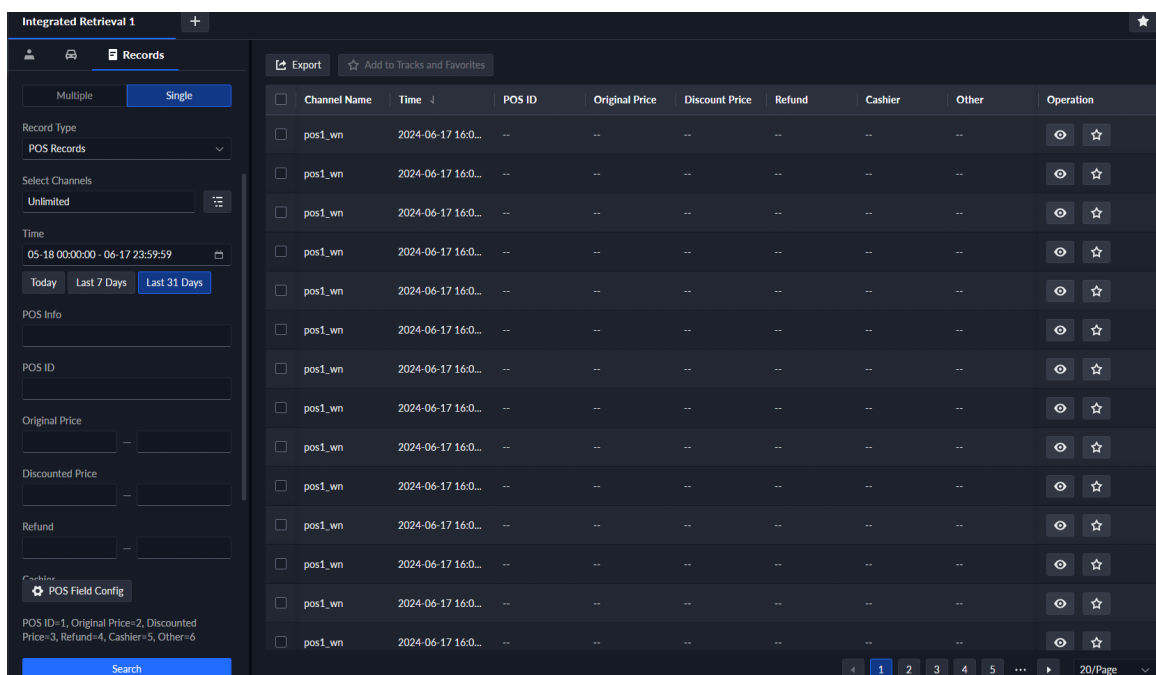 Integrated Retrieval 1 +
Records
Multiple Single
Record Type
POS Records
Select Channels
Unlimited
Time
05-18 00:00:00 - 06-17 23:59:59
Today Last 7 Days Last 31 Days
POS Info
POS ID
Original Price
–
Discounted Price
–
Refund
–
Cashier
POS Field Config
POS ID=1, Original Price=2, Discounted
Price=3, Refund=4, Cashier=5, Other=6
Search
Export Add to Tracks and Favorites
Channel Name Time POS ID Original Price Discount Price Refund Cashier Other Operation
pos1_wn 2024-06-17 16:0... -- -- -- -- -- --
pos1_wn 2024-06-17 16:0... -- -- -- -- -- --
pos1_wn 2024-06-17 16:0... -- -- -- -- -- --
pos1_wn 2024-06-17 16:0... -- -- -- -- -- --
pos1_wn 2024-06-17 16:0... -- -- -- -- -- --
pos1_wn 2024-06-17 16:0... -- -- -- -- -- --
pos1_wn 2024-06-17 16:0... -- -- -- -- -- --
pos1_wn 2024-06-17 16:0... -- -- -- -- -- --
pos1_wn 2024-06-17 16:0... -- -- -- -- -- --
pos1_wn 2024-06-17 16:0... -- -- -- -- -- --
pos1_wn 2024-06-17 16:0... -- -- -- -- -- --
pos1_wn 2024-06-17 16:0... -- -- -- -- -- --
pos1_wn 2024-06-17 16:0... -- -- -- -- -- --
pos1_wn 2024-06-17 16:0... -- -- -- -- -- --
1 2 3 4 5 ··· 20/Page